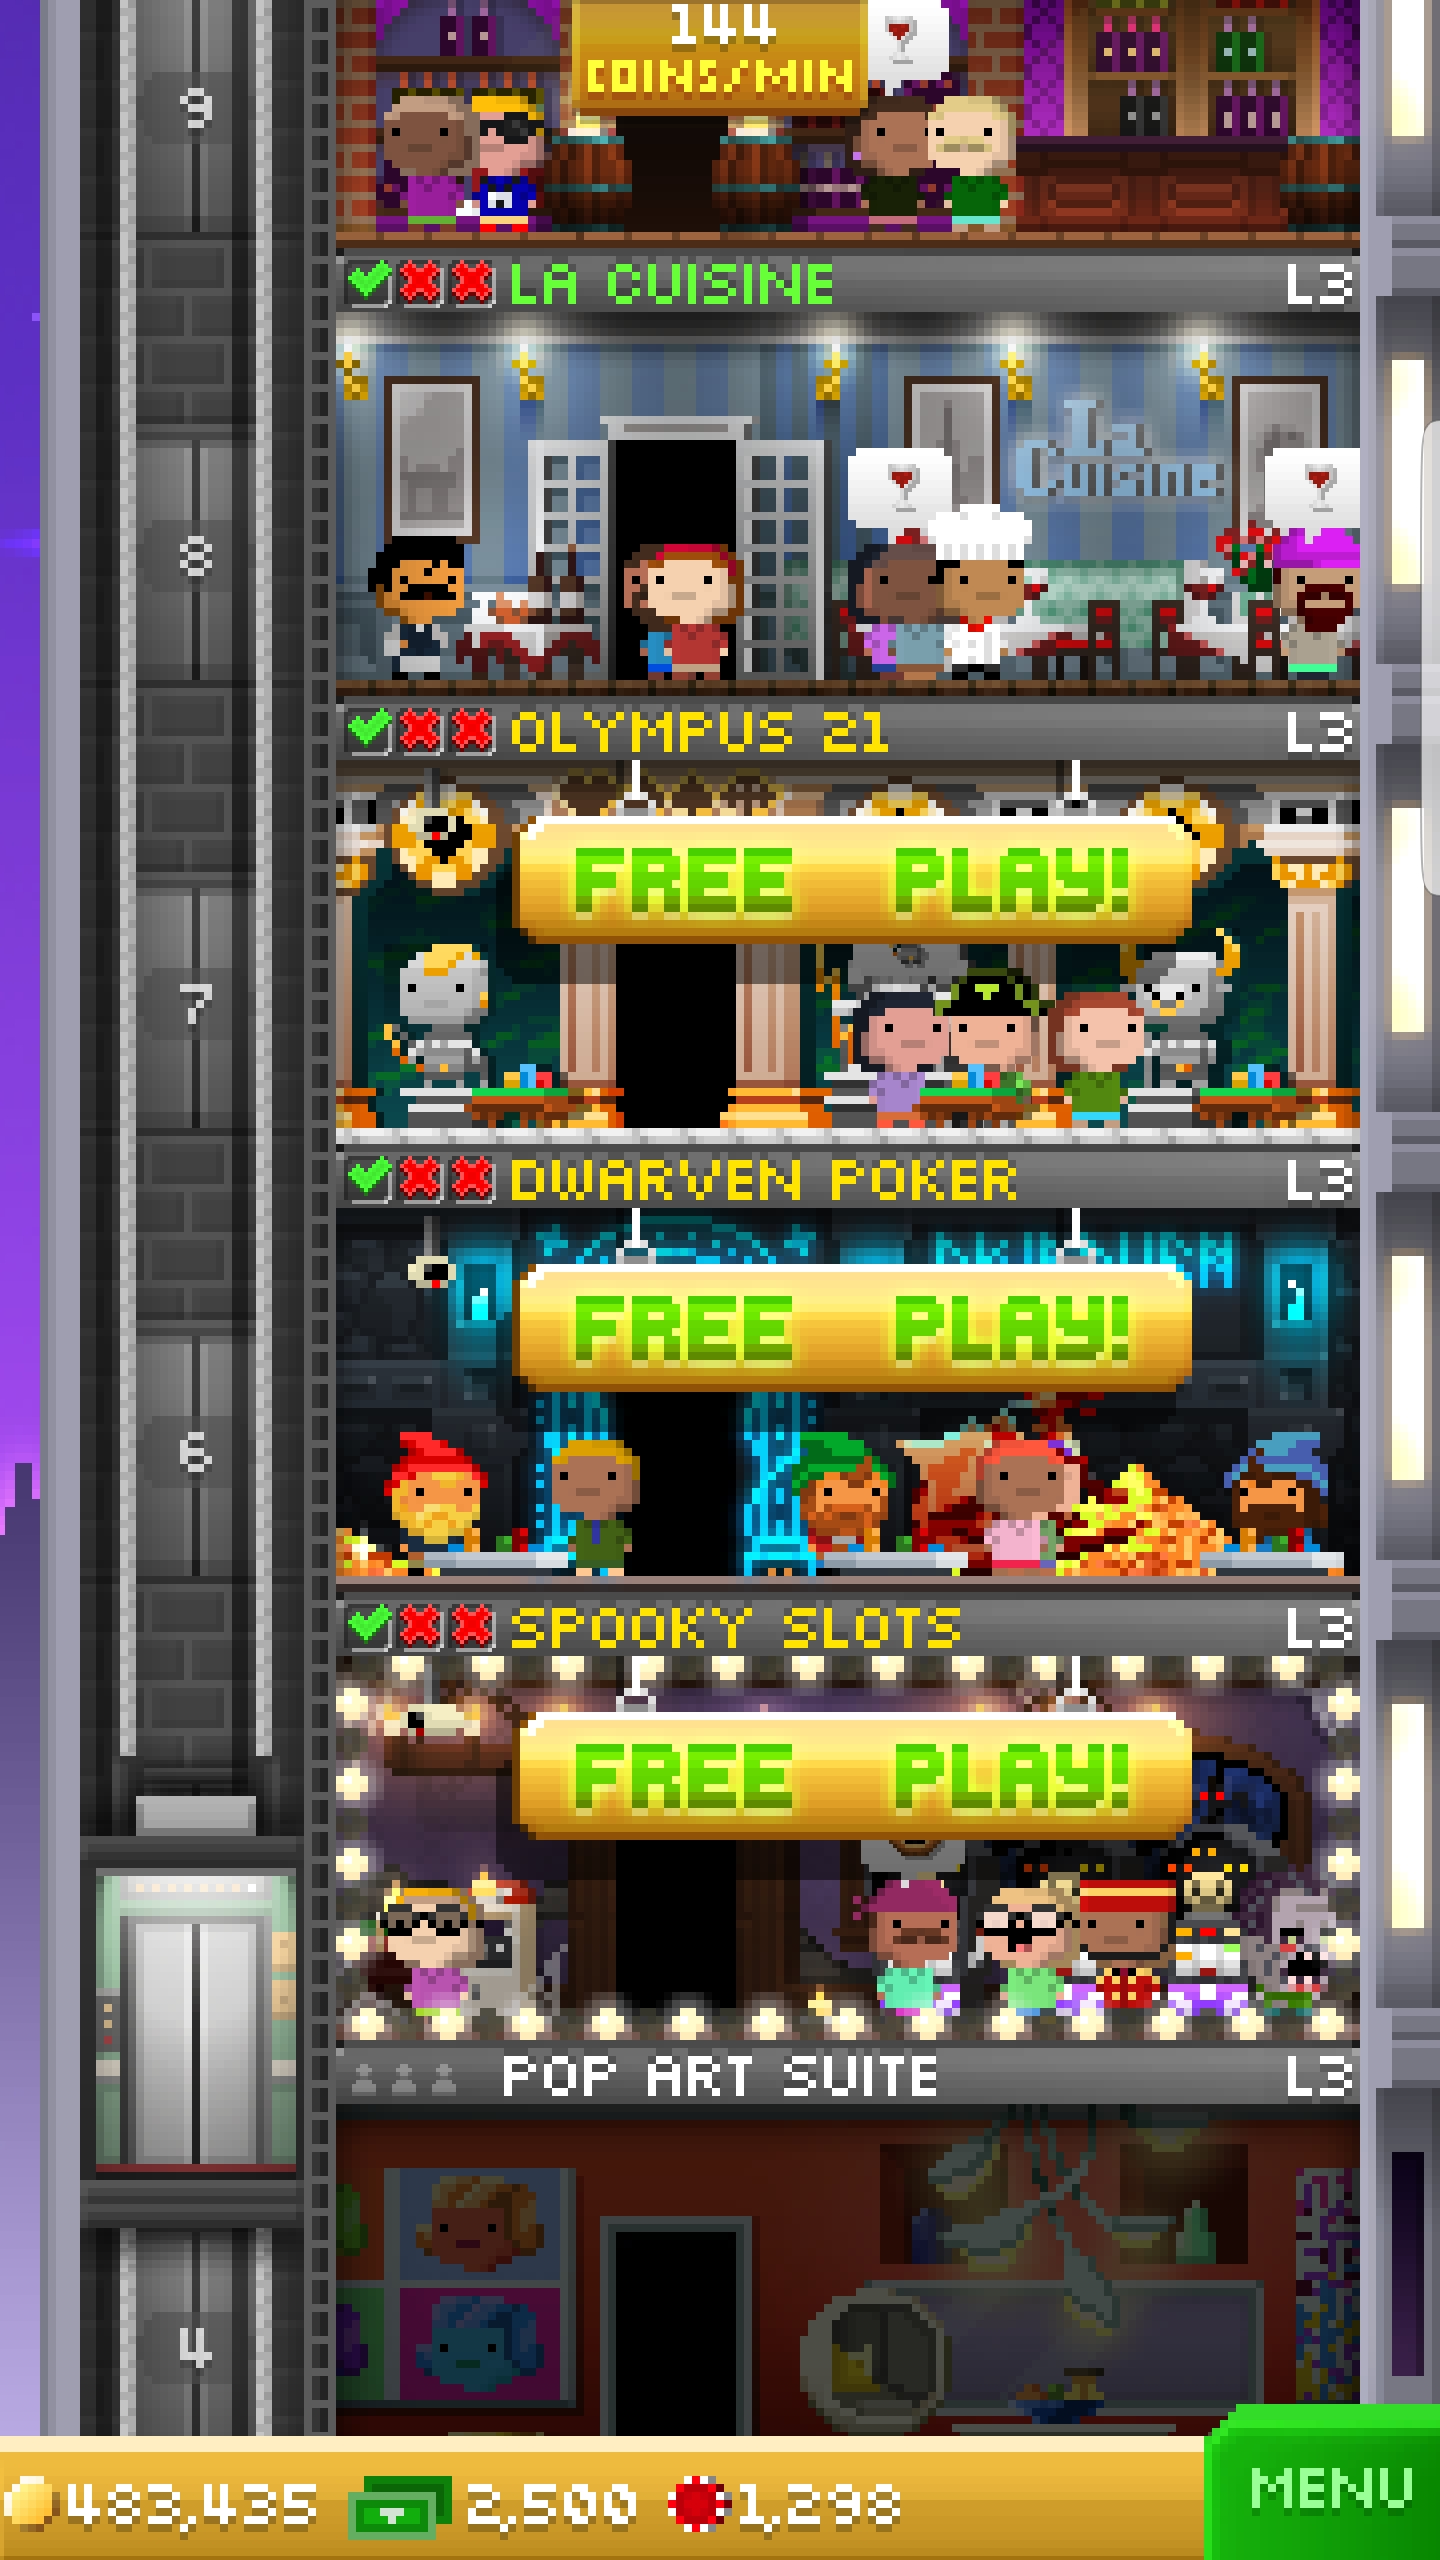 144
COINS/MIN
9
LA CUISINE L3
La
Cuisine
8
OLYMPUS 21 L3
FREE PLAY!
7
DWARVEN POKER L3
FREE PLAY!
6
SPOOKY SLOTS L3
FREE PLAY!
POP ART SUITE L3
4
483,435 2,500 1,298 MENU